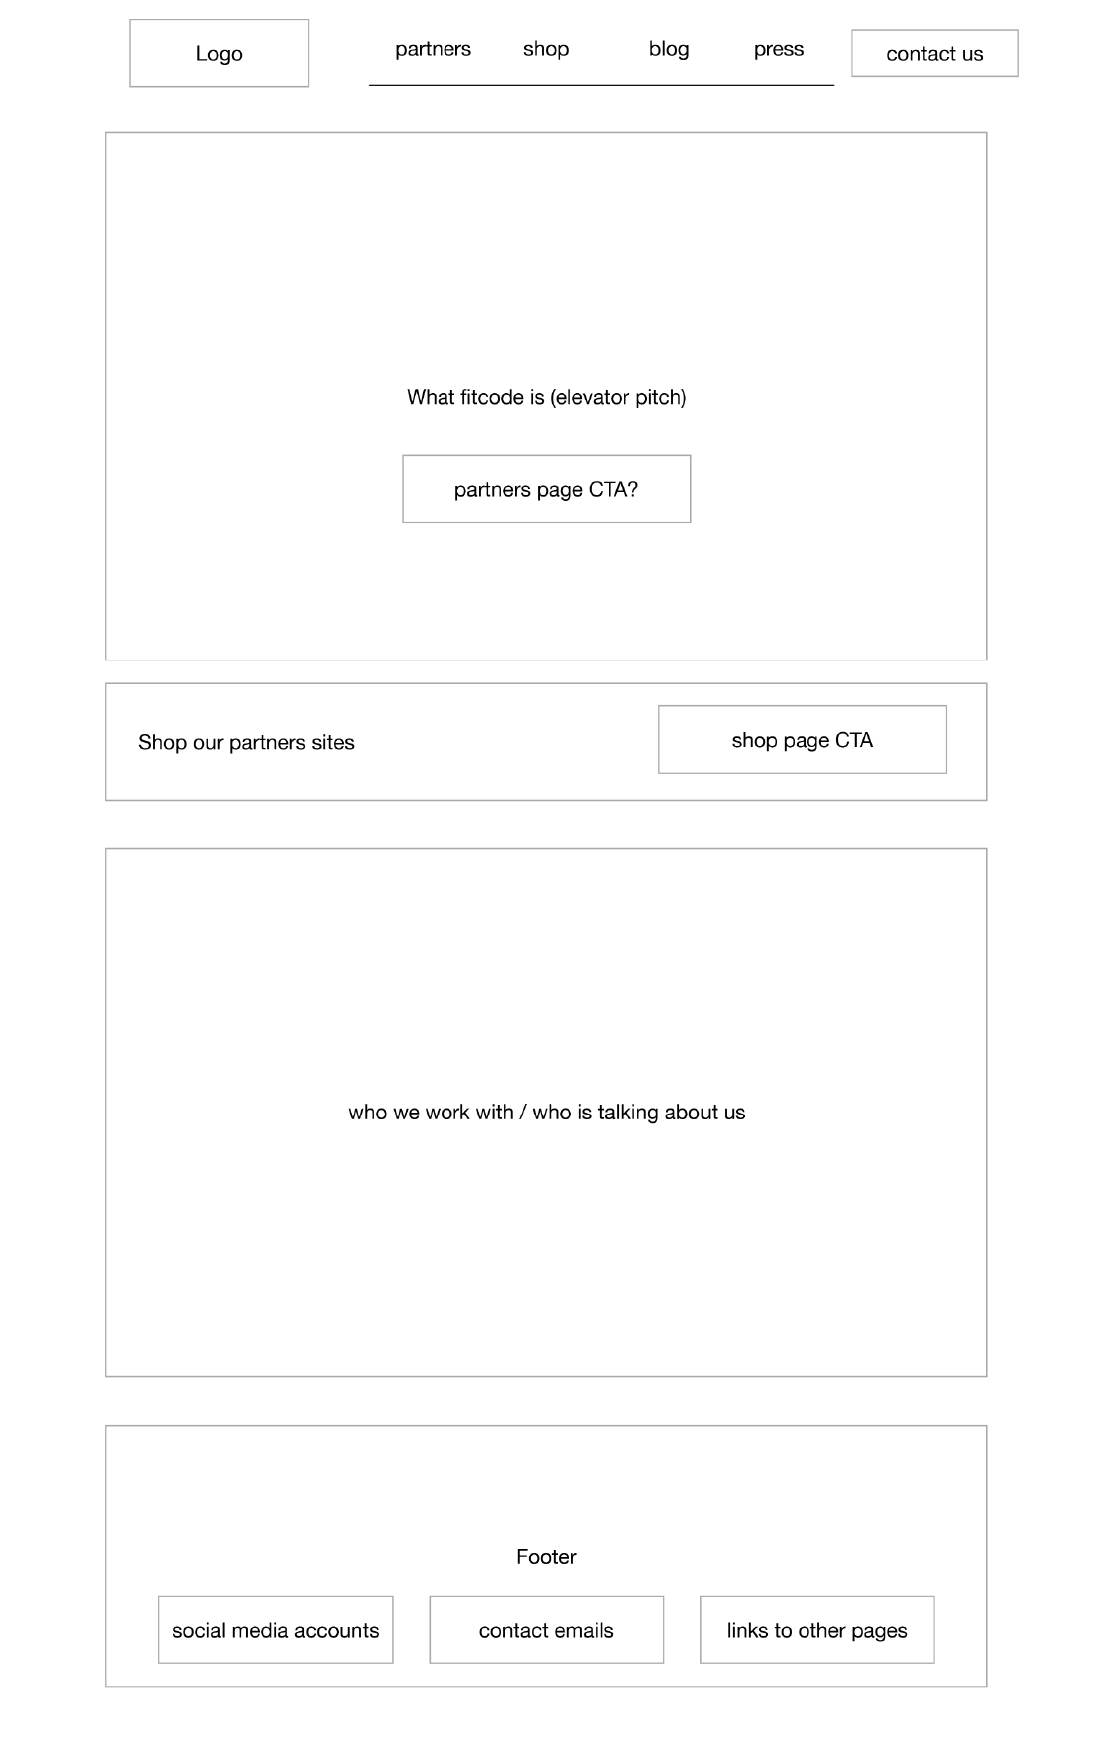 Logo
partners
shop
blog
press
contact us
What fitcode is (elevator pitch)
partners page CTA?
Shop our partners sites
shop page CTA
who we work with / who is talking about us
Footer
social media accounts
contact emails
links to other pages